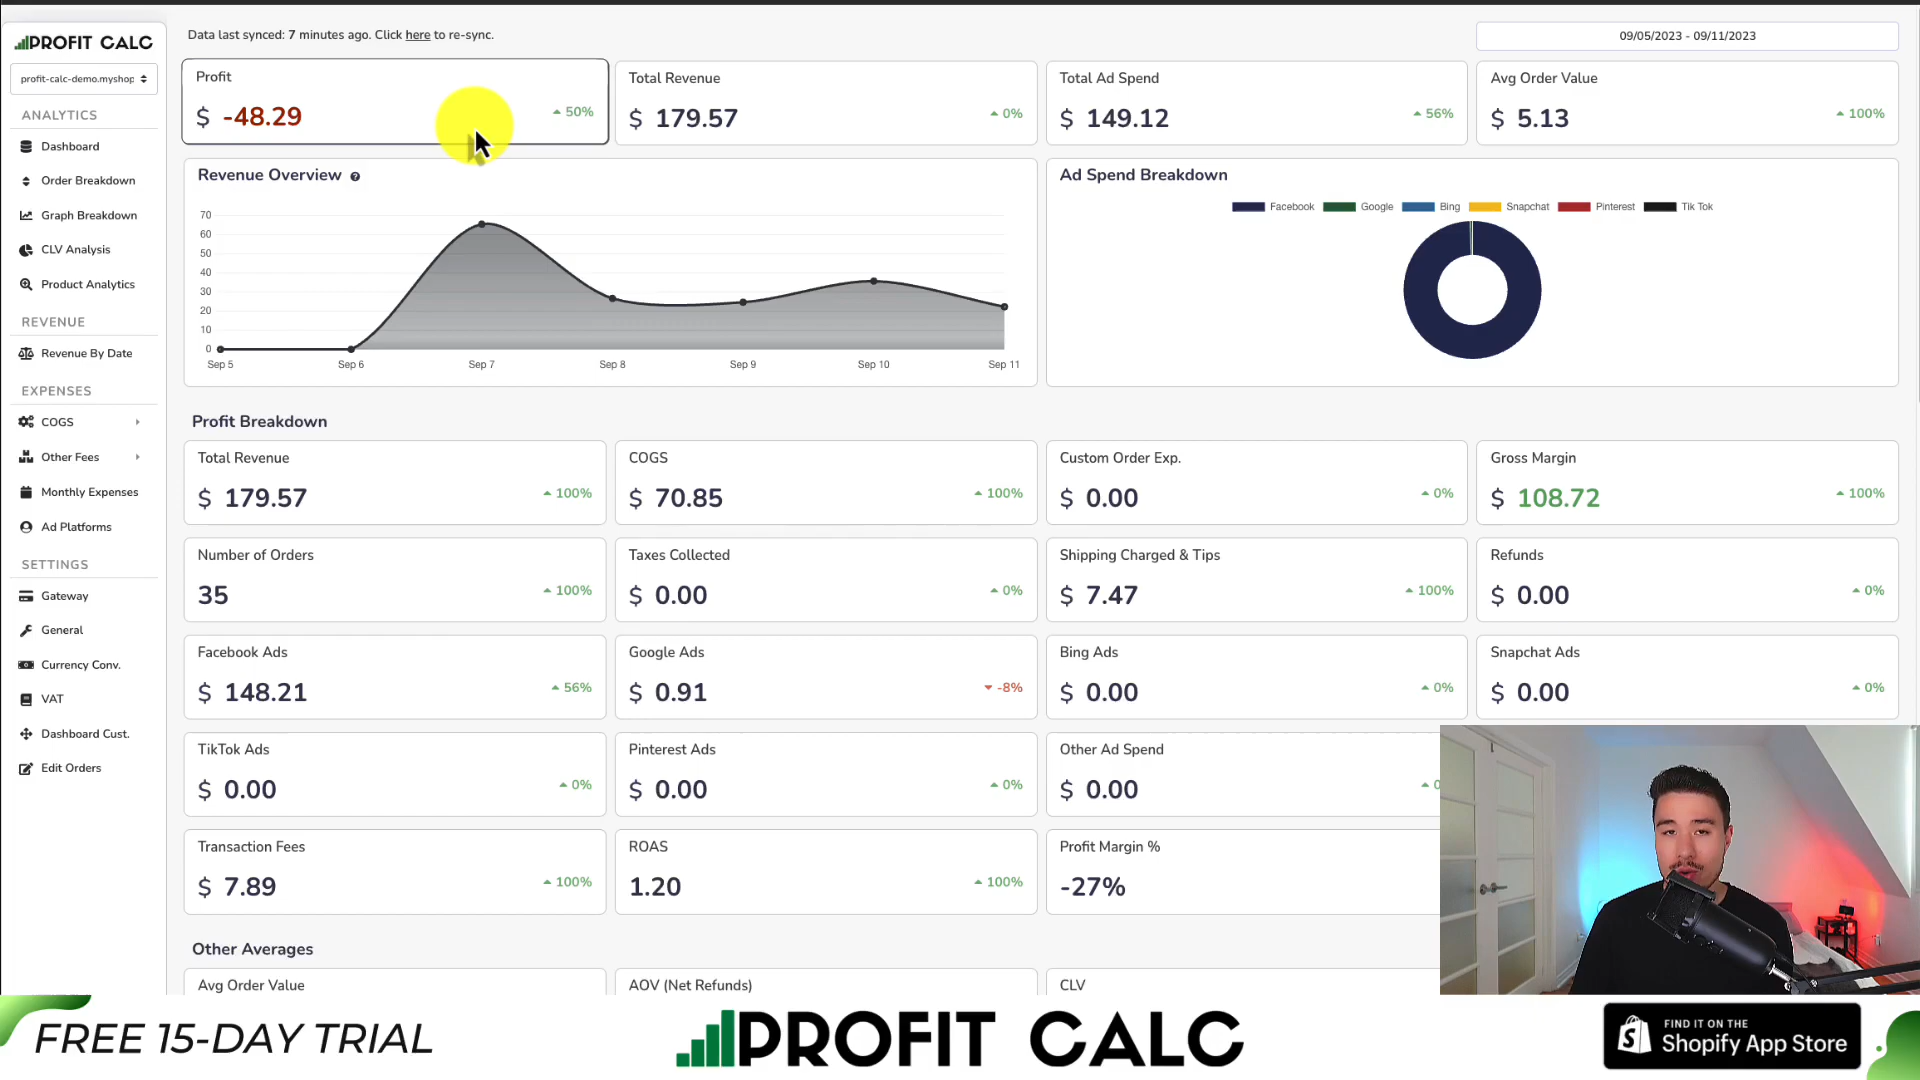 Data last synced: 7 minutes ago. Click here to re-sync.
09/05/2023 - 09/11/2023
PROFIT CALC
profit-calc-demo.myshop
ANALYTICS
Dashboard
Order Breakdown
Graph Breakdown
CLV Analysis
Product Analytics
REVENUE
Revenue By Date
EXPENSES
COGS
Other Fees
Monthly Expenses
Ad Platforms
SETTINGS
Gateway
General
Currency Conv.
VAT
Dashboard Cust.
Edit Orders
Profit
$ -48.29
50%
Total Revenue
$ 179.57
0%
Total Ad Spend
$ 149.12
56%
Avg Order Value
$ 5.13
100%
Revenue Overview ?
70
60
50
40
30
20
10
0
Sep 5 Sep 6 Sep 7 Sep 8 Sep 9 Sep 10 Sep 11
Ad Spend Breakdown
Facebook Google Bing Snapchat Pinterest Tik Tok
Profit Breakdown
Total Revenue
$ 179.57
100%
COGS
$ 70.85
100%
Custom Order Exp.
$ 0.00
0%
Gross Margin
$ 108.72
100%
Number of Orders
35
100%
Taxes Collected
$ 0.00
0%
Shipping Charged & Tips
$ 7.47
100%
Refunds
$ 0.00
0%
Facebook Ads
$ 148.21
56%
Google Ads
$ 0.91
-8%
Bing Ads
$ 0.00
0%
Snapchat Ads
$ 0.00
0%
TikTok Ads
$ 0.00
0%
Pinterest Ads
$ 0.00
0%
Other Ad Spend
$ 0.00
0
Transaction Fees
$ 7.89
100%
ROAS
1.20
100%
Profit Margin %
-27%
Other Averages
Avg Order Value
AOV (Net Refunds)
CLV
FREE 15-DAY TRIAL
PROFIT CALC
FIND IT ON THE
Shopify App Store